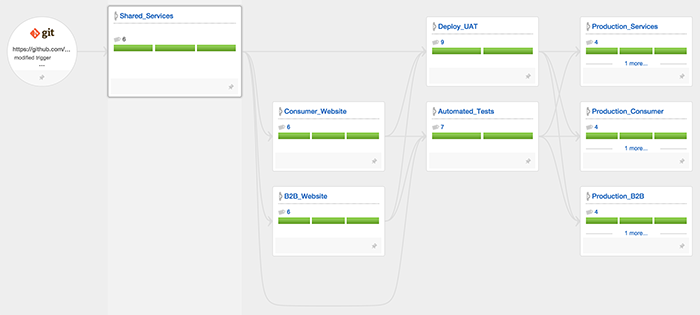 git
https://github.com/...
modified trigger
...
Shared_Services
6
Consumer_Website
6
B2B_Website
6
Deploy_UAT
9
Automated_Tests
7
Production_Services
4
1 more...
Production_Consumer
4
1 more...
Production_B2B
4
1 more...